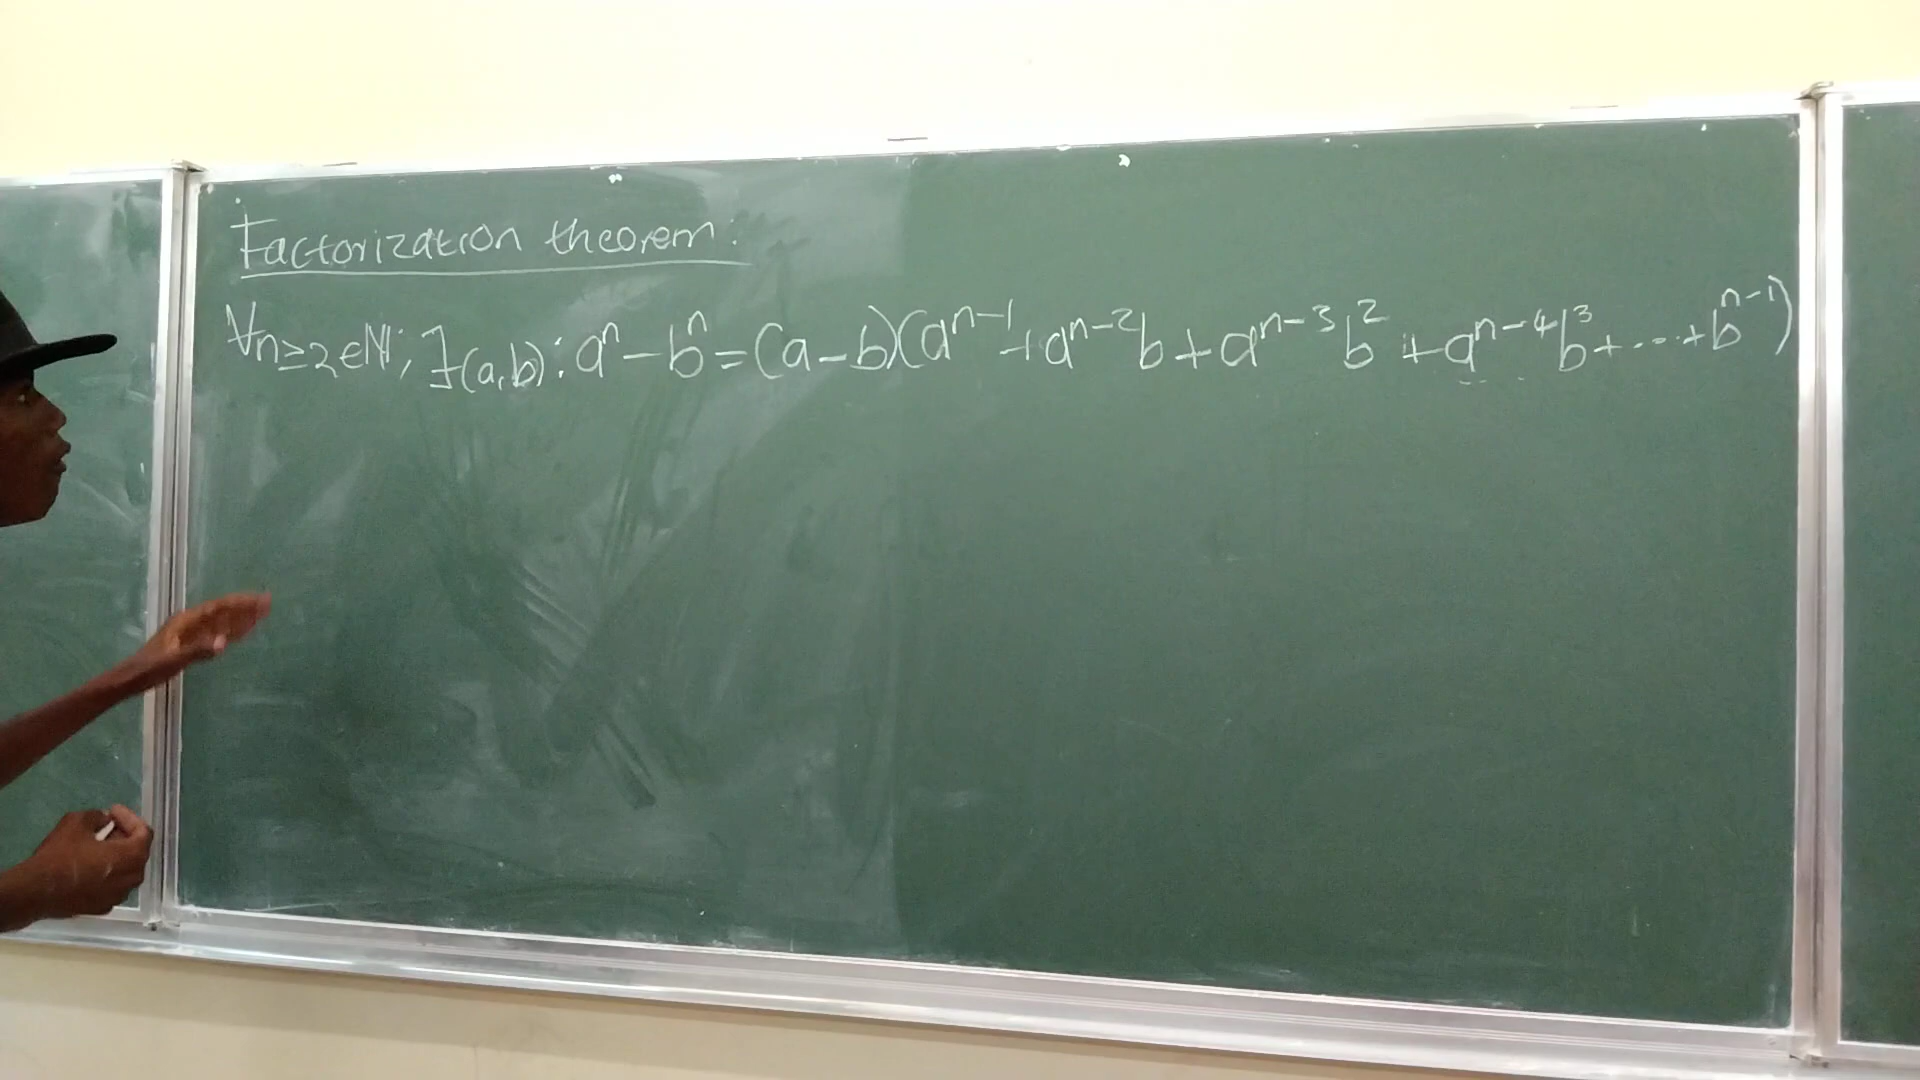 Factorization theorem:
∀n≥2∈ℕ; ∃(a,b): aⁿ-bⁿ=(a-b)(aⁿ⁻¹+aⁿ⁻²b+aⁿ⁻³b²+aⁿ⁻⁴b³+...+bⁿ⁻¹)